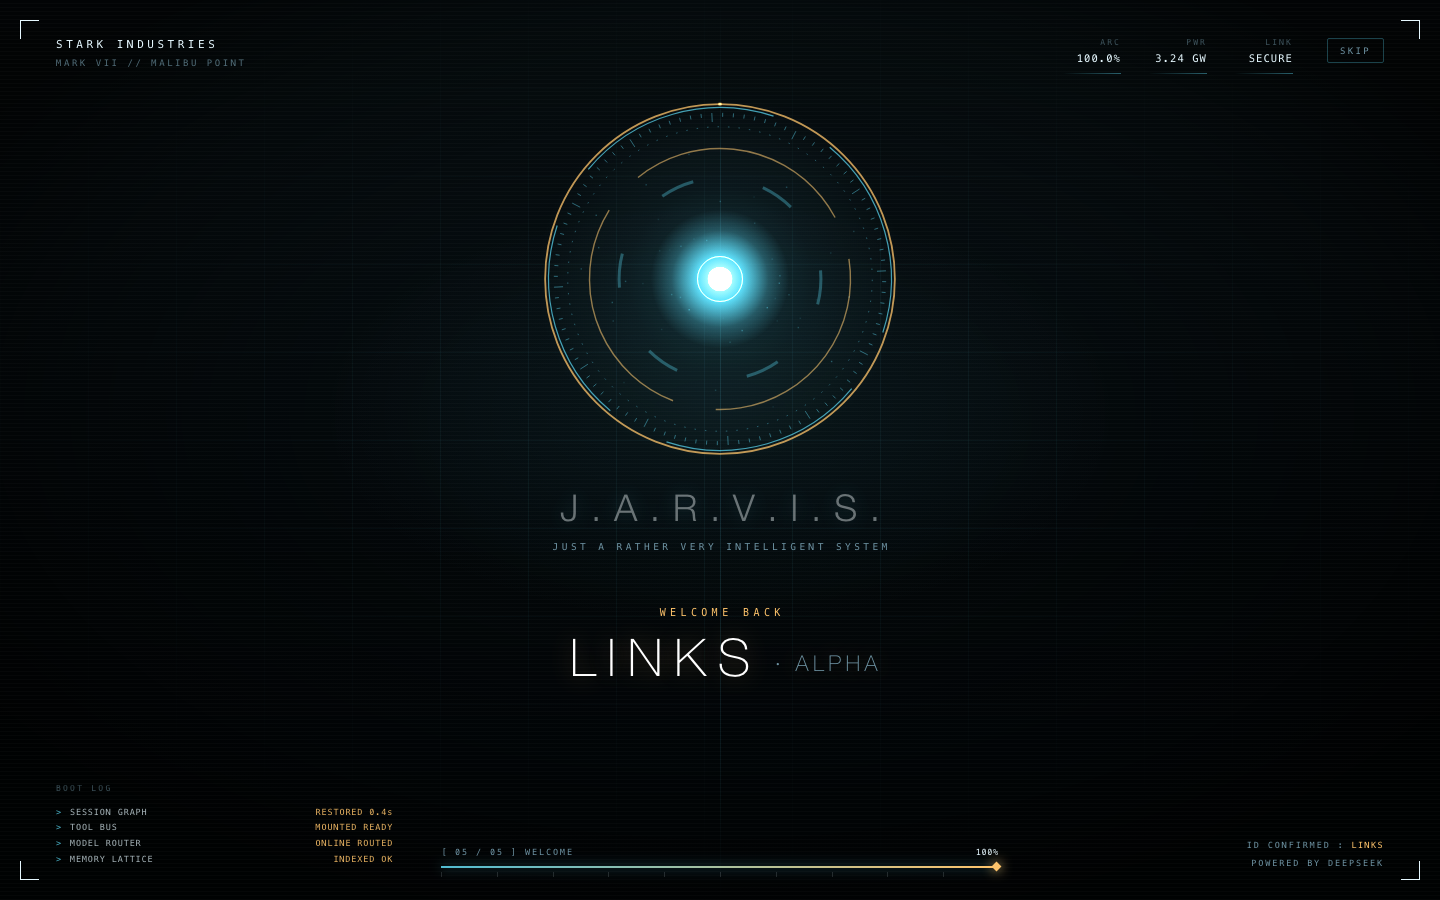 STARK INDUSTRIES
MARK VII // MALIBU POINT
ARC PWR LINK
100.0% 3.24 GW SECURE
SKIP
J.A.R.V.I.S.
JUST A RATHER VERY INTELLIGENT SYSTEM
WELCOME BACK
LINKS · ALPHA
BOOT LOG
> SESSION GRAPH RESTORED 0.4s
> TOOL BUS MOUNTED READY
> MODEL ROUTER ONLINE ROUTED
> MEMORY LATTICE INDEXED OK
[ 05 / 05 ] WELCOME 100%
ID CONFIRMED : LINKS
POWERED BY DEEPSEEK